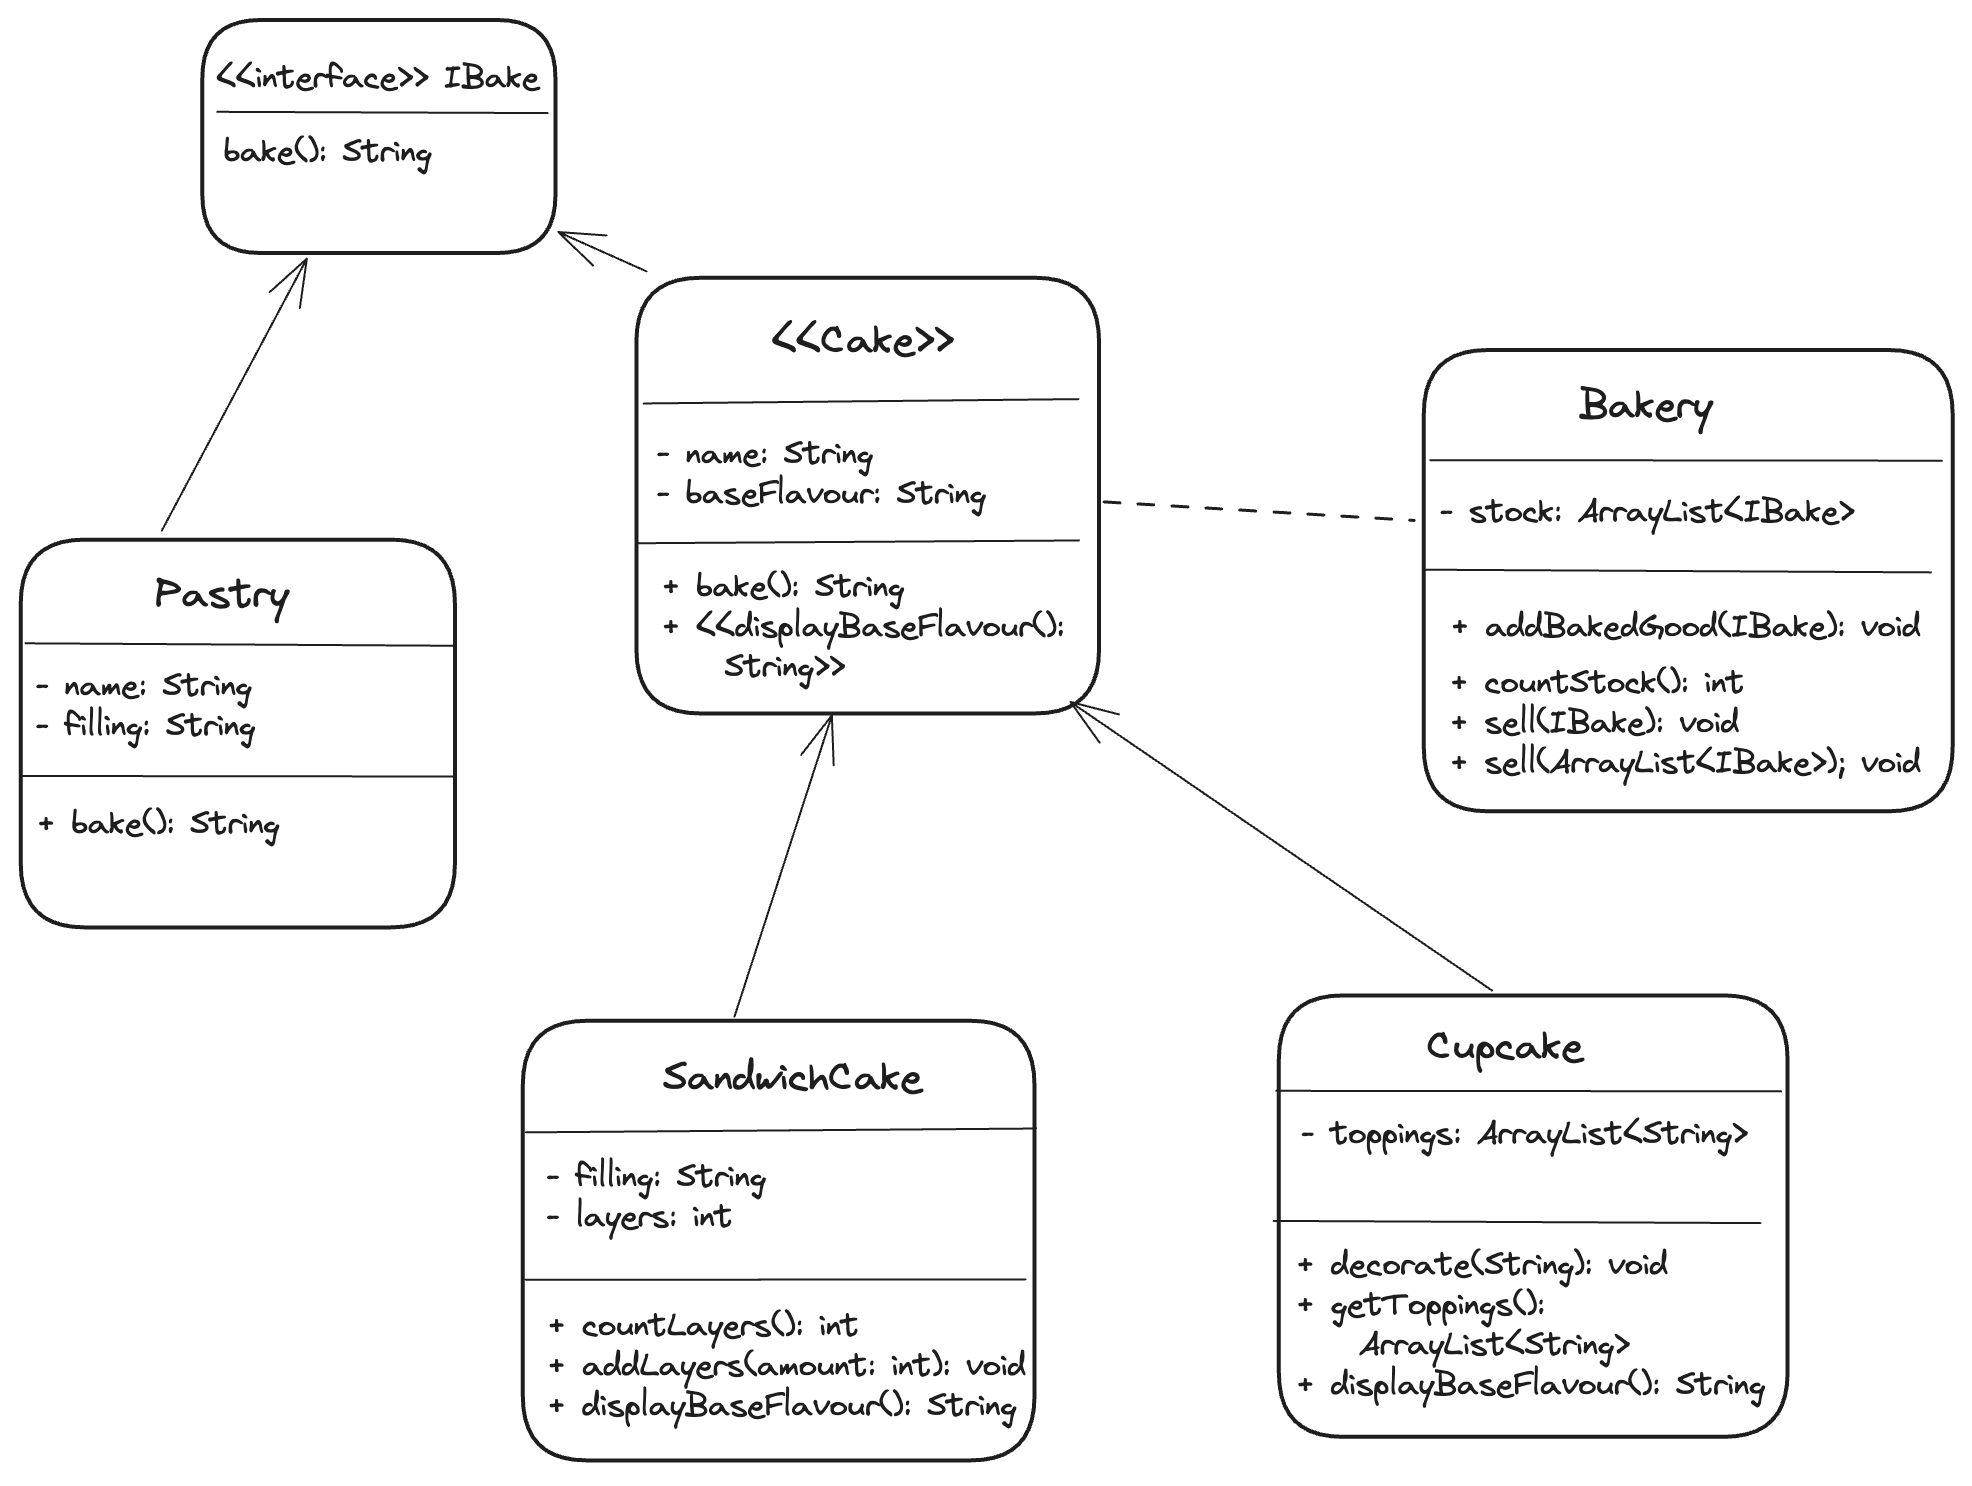 <<interface>> IBake
bake(): String
<<Cake>>
- name: String
- baseFlavour: String
+ bake(): String
+ <<displayBaseFlavour():
String>>
Bakery
- stock: ArrayList<IBake>
+ addBakedGood(IBake): void
+ countStock(): int
+ sell(IBake): void
+ sell(ArrayList<IBake>); void
Pastry
- name: String
- filling: String
+ bake(): String
SandwichCake
- filling: String
- layers: int
+ countLayers(): int
+ addLayers(amount: int): void
+ displayBaseFlavour(): String
Cupcake
- toppings: ArrayList<String>
+ decorate(String): void
+ getToppings():
ArrayList<String>
+ displayBaseFlavour(): String